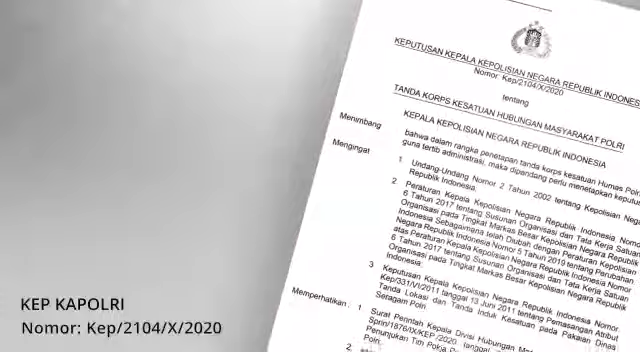 KEPUTUSAN KEPALA KEPOLISIAN NEGARA REPUBLIK INDONESIA
Nomor: Kep/2104/X/2020
tentang
TANDA KORPS KESATUAN HUBUNGAN MASYARAKAT POLRI
KEPALA KEPOLISIAN NEGARA REPUBLIK INDONESIA
Menimbang
bahwa dalam rangka penetapan tanda korps kesatuan Humas
guna tertib administrasi, maka dipandang perlu menetapkan
Mengingat
1. Undang-Undang Nomor 2 Tahun 2002 tentang Kepolisian
Republik Indonesia.
2. Peraturan Kepala Kepolisian Negara Republik Indonesia Nomor
6 Tahun 2017 tentang Susunan Organisasi dan Tata Kerja Satuan
Organisasi pada Tingkat Markas Besar Kepolisian Negara Republik
Indonesia Sebagaimana telah Diubah dengan Peraturan Kepolisian
Negara Republik Indonesia Nomor 5 Tahun 2019 tentang Perubahan
atas Peraturan Kepala Kepolisian Negara Republik Indonesia Nomor
6 Tahun 2017 tentang Susunan Organisasi dan Tata Kerja Satuan
Organisasi pada Tingkat Markas Besar Kepolisian Negara Republik
Indonesia.
3 Keputusan Kepala Kepolisian Negara Republik Indonesia Nomor
Kep/331/VI/2011 tanggal 13 Juni 2011 tentang Pemasangan Atribut
Tanda Lokasi dan Tanda Induk Kesatuan pada Pakaian Dinas
Seragam Polri.
Memperhatikan : 1 Surat Perintah Kepala Divisi Hubungan
Sprin/1876/IX/KEP./2020.
Penunjukan Tim Pokja
Polri.
2.
KEP KAPOLRI
Nomor: Kep/2104/X/2020